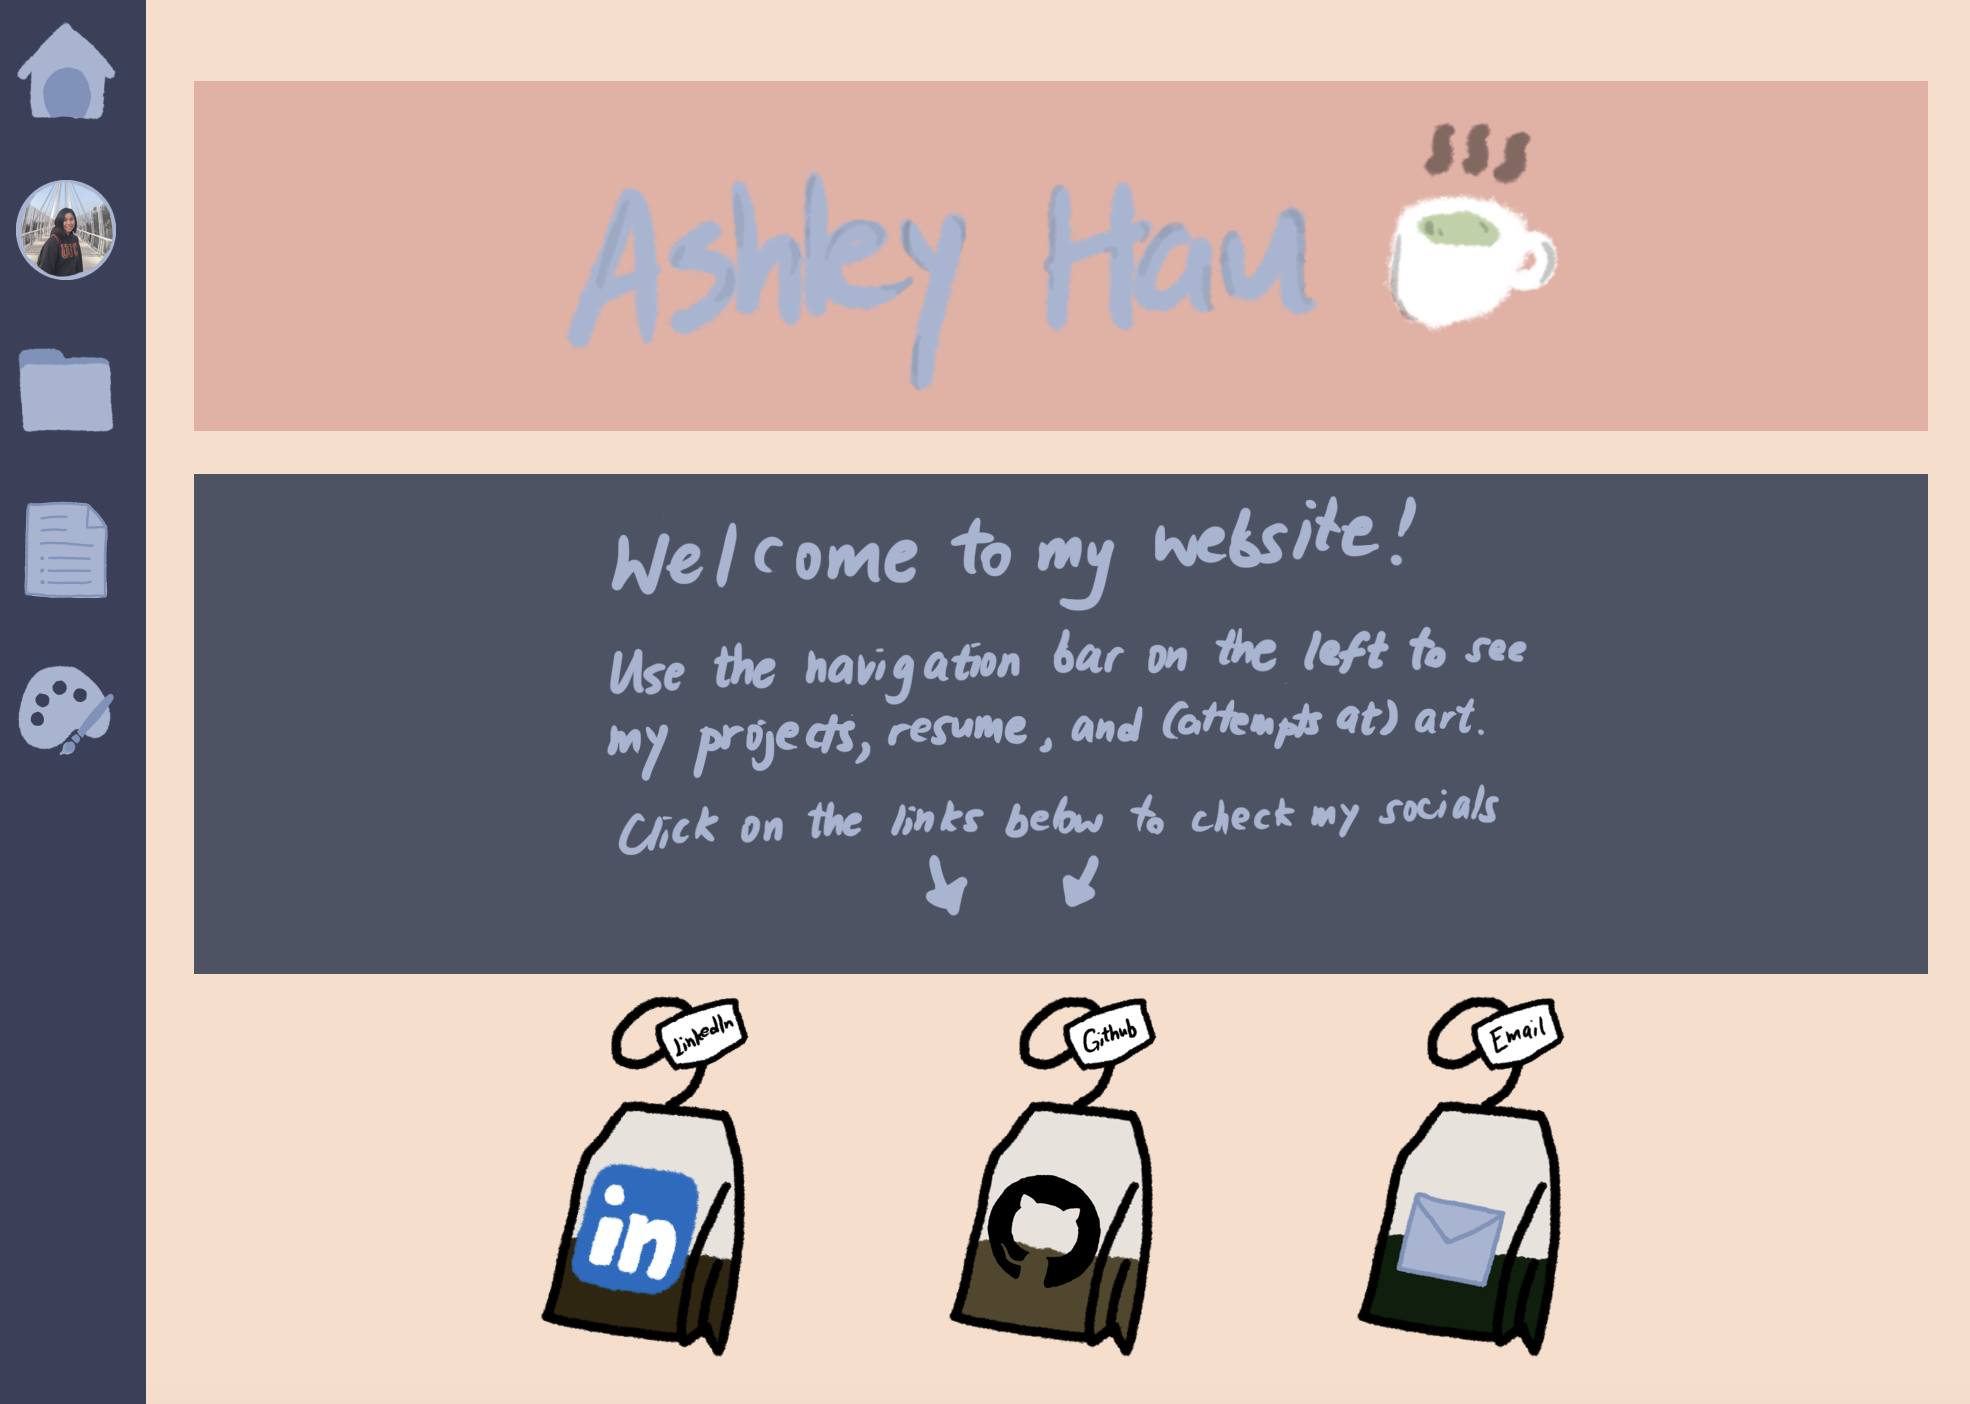 Ashley Hau
Welcome to my website!
Use the navigation bar on the left to see
my projects, resume, and (attempts at) art.
Click on the links below to check my socials
LinkedIn
Github
Email
in